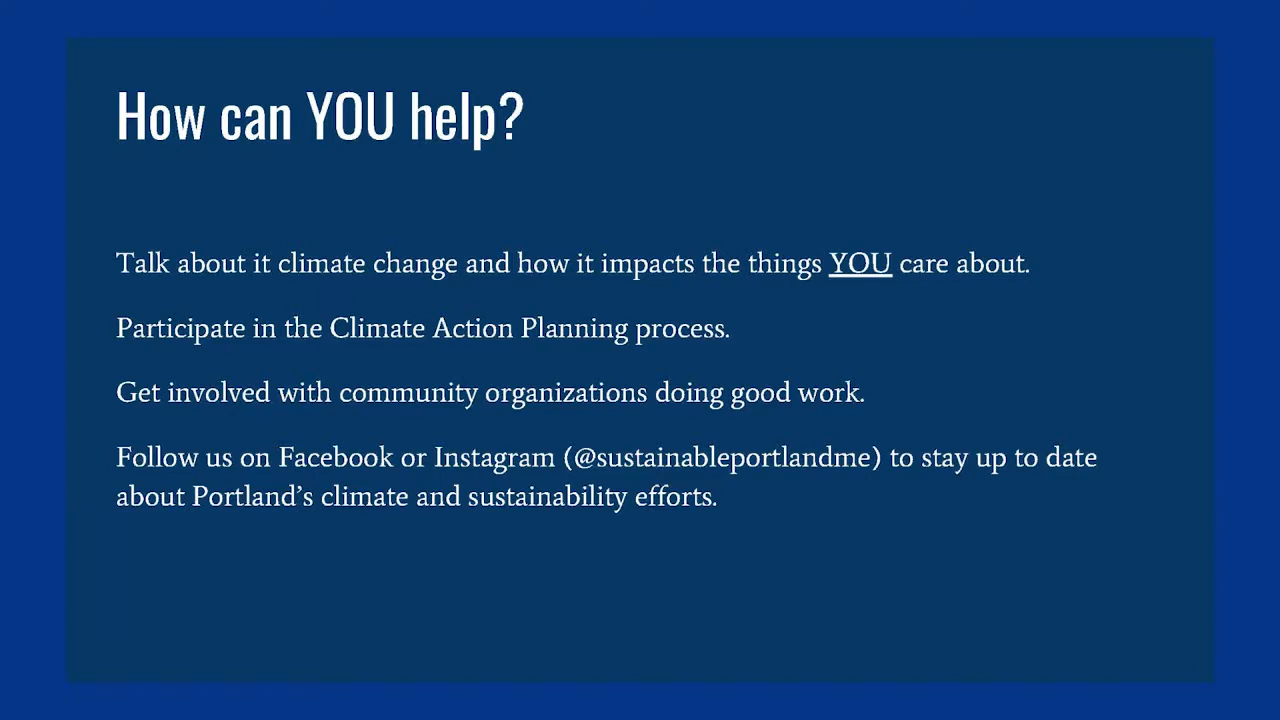 How can YOU help?
Talk about it climate change and how it impacts the things YOU care about.
Participate in the Climate Action Planning process.
Get involved with community organizations doing good work.
Follow us on Facebook or Instagram (@sustainableportlandme) to stay up to date
about Portland’s climate and sustainability efforts.